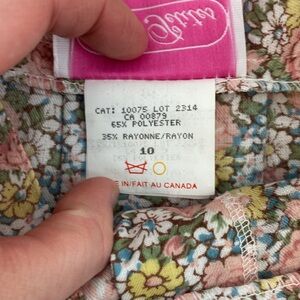 CAT: 10075 LOT 2314
CA 00879
65% POLYESTER
35% RAYONNE/RAYON
10
IN/FAIT AU CANADA